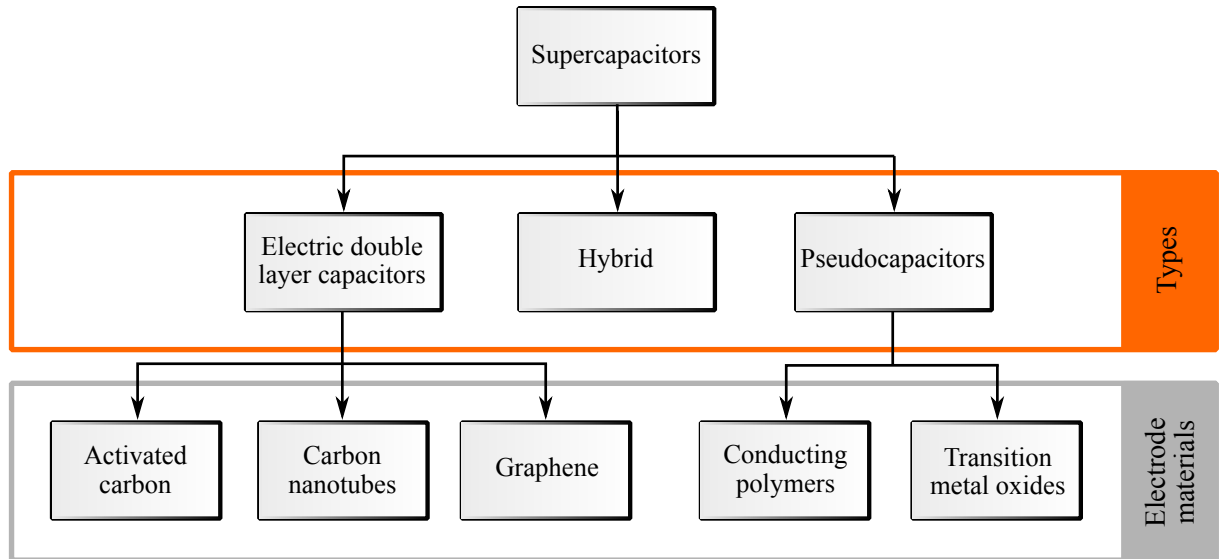 Supercapacitors
Electric double
layer capacitors
Hybrid
Pseudocapacitors
Types
Activated
carbon
Carbon
nanotubes
Graphene
Conducting
polymers
Transition
metal oxides
Electrode
materials